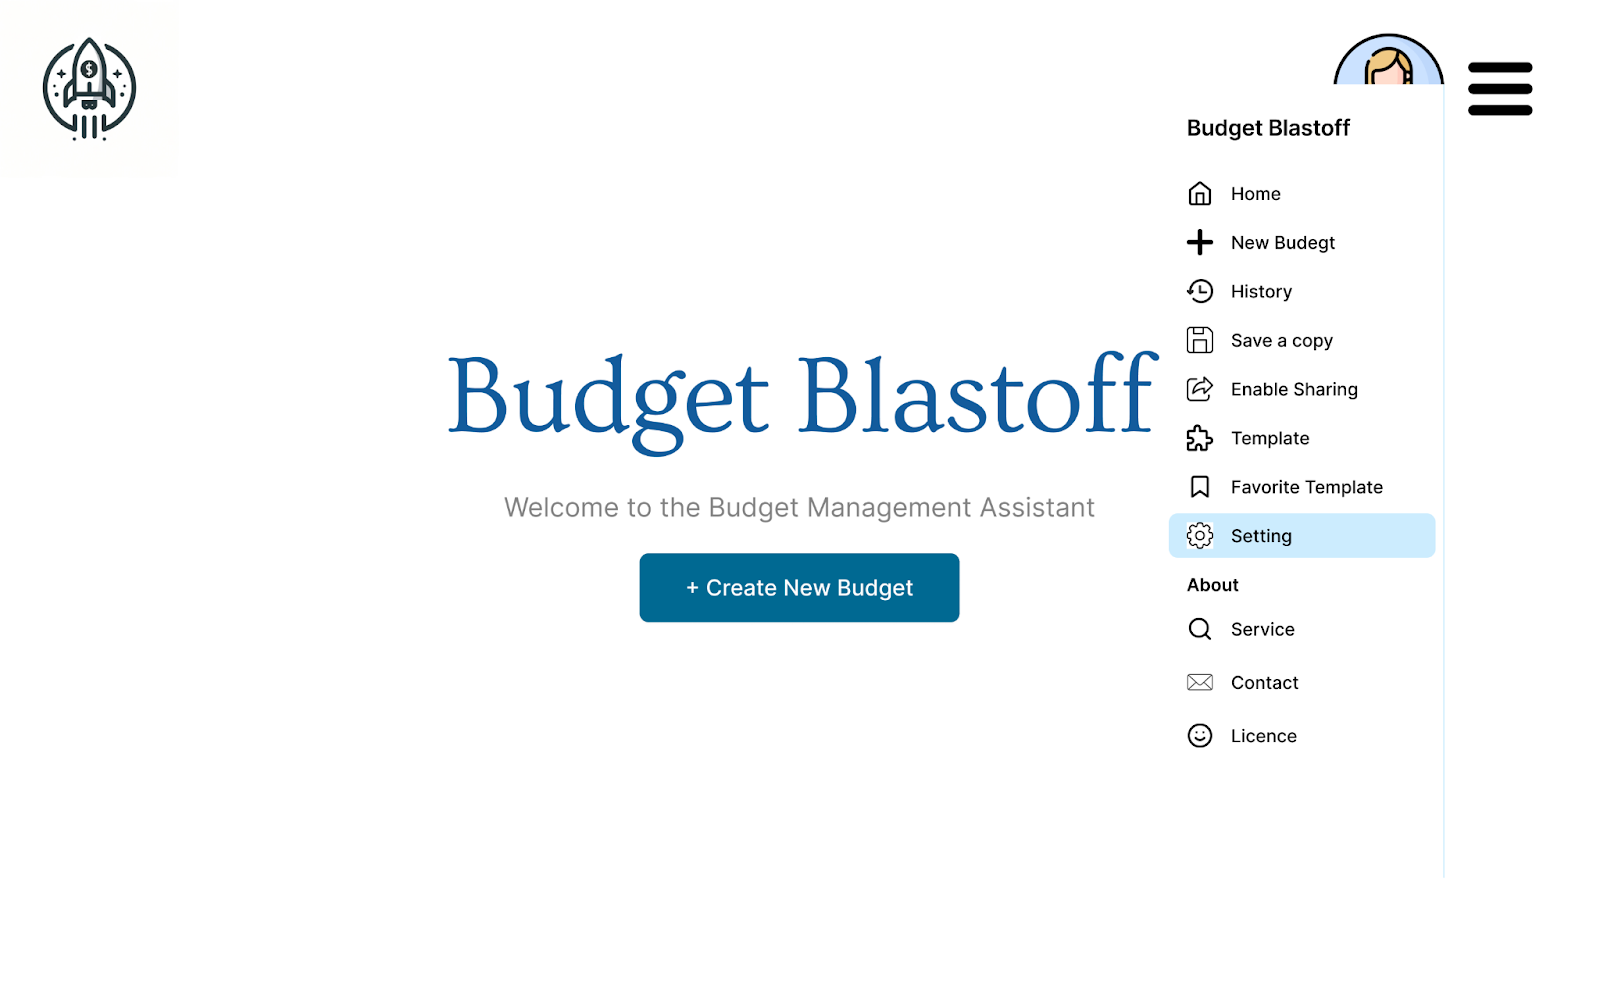 $
Budget Blastoff
Home
New Budegt
History
Save a copy
Enable Sharing
Template
Favorite Template
Setting
About
Service
Contact
Licence
Budget Blastoff
Welcome to the Budget Management Assistant
+ Create New Budget